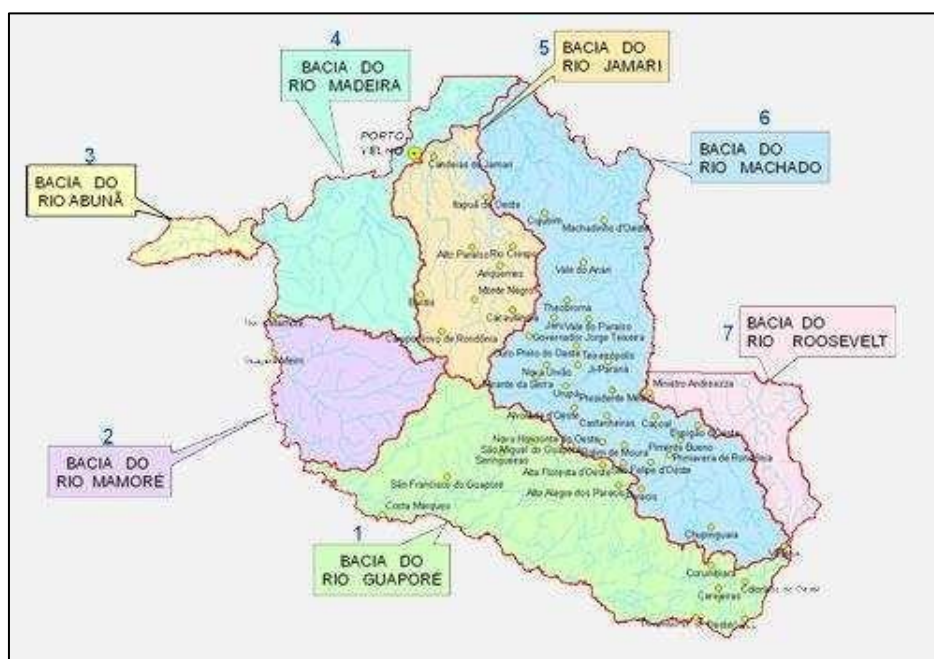 4
BACIA DO
RIO MADEIRA
5
BACIA DO
RIO JAMARI
6
BACIA DO
RIO MACHADO
3
BACIA DO
RIO ABUNÃ
PORTO
VELHO
Candeias do Jamari
Itapuã do Oeste
Cujubim
Machadinho d'Oeste
Alto Paraíso
Rio Crespo
Ariquemes
Vale do Anari
Monte Negro
Buritis
Cacaulândia
Theobroma
Jaru
Vale do Paraíso
Campo Novo de Rondônia
Governador Jorge Teixeira
Ouro Preto do Oeste
Teixeirópolis
Nova União
Ji-Paraná
Mirante da Serra
Urupá
Presidente Médici
Ministro Andreazza
7
BACIA DO
RIO ROOSEVELT
Alvorada d'Oeste
Castanheiras
Cacoal
Espigão d'Oeste
Nova Horizonte do Oeste
São Miguel do Guaporé
Seringueiras
Rolim de Moura
Pimenta Bueno
Primavera de Rondônia
Alta Floresta d'Oeste
São Felipe d'Oeste
São Francisco do Guaporé
Alto Alegre dos Parecis
Parecis
Costa Marques
2
BACIA DO
RIO MAMORÉ
Chupinguaia
1
BACIA DO
RIO GUAPORÉ
Corumbiara
Cerejeiras